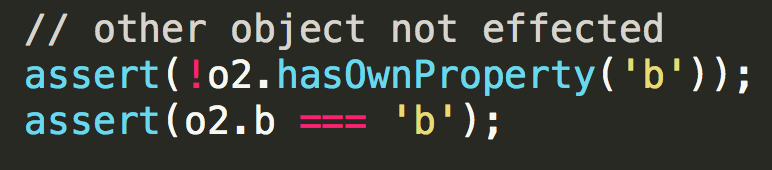 // other object not effected
assert(!o2.hasOwnProperty('b'));
assert(o2.b === 'b');